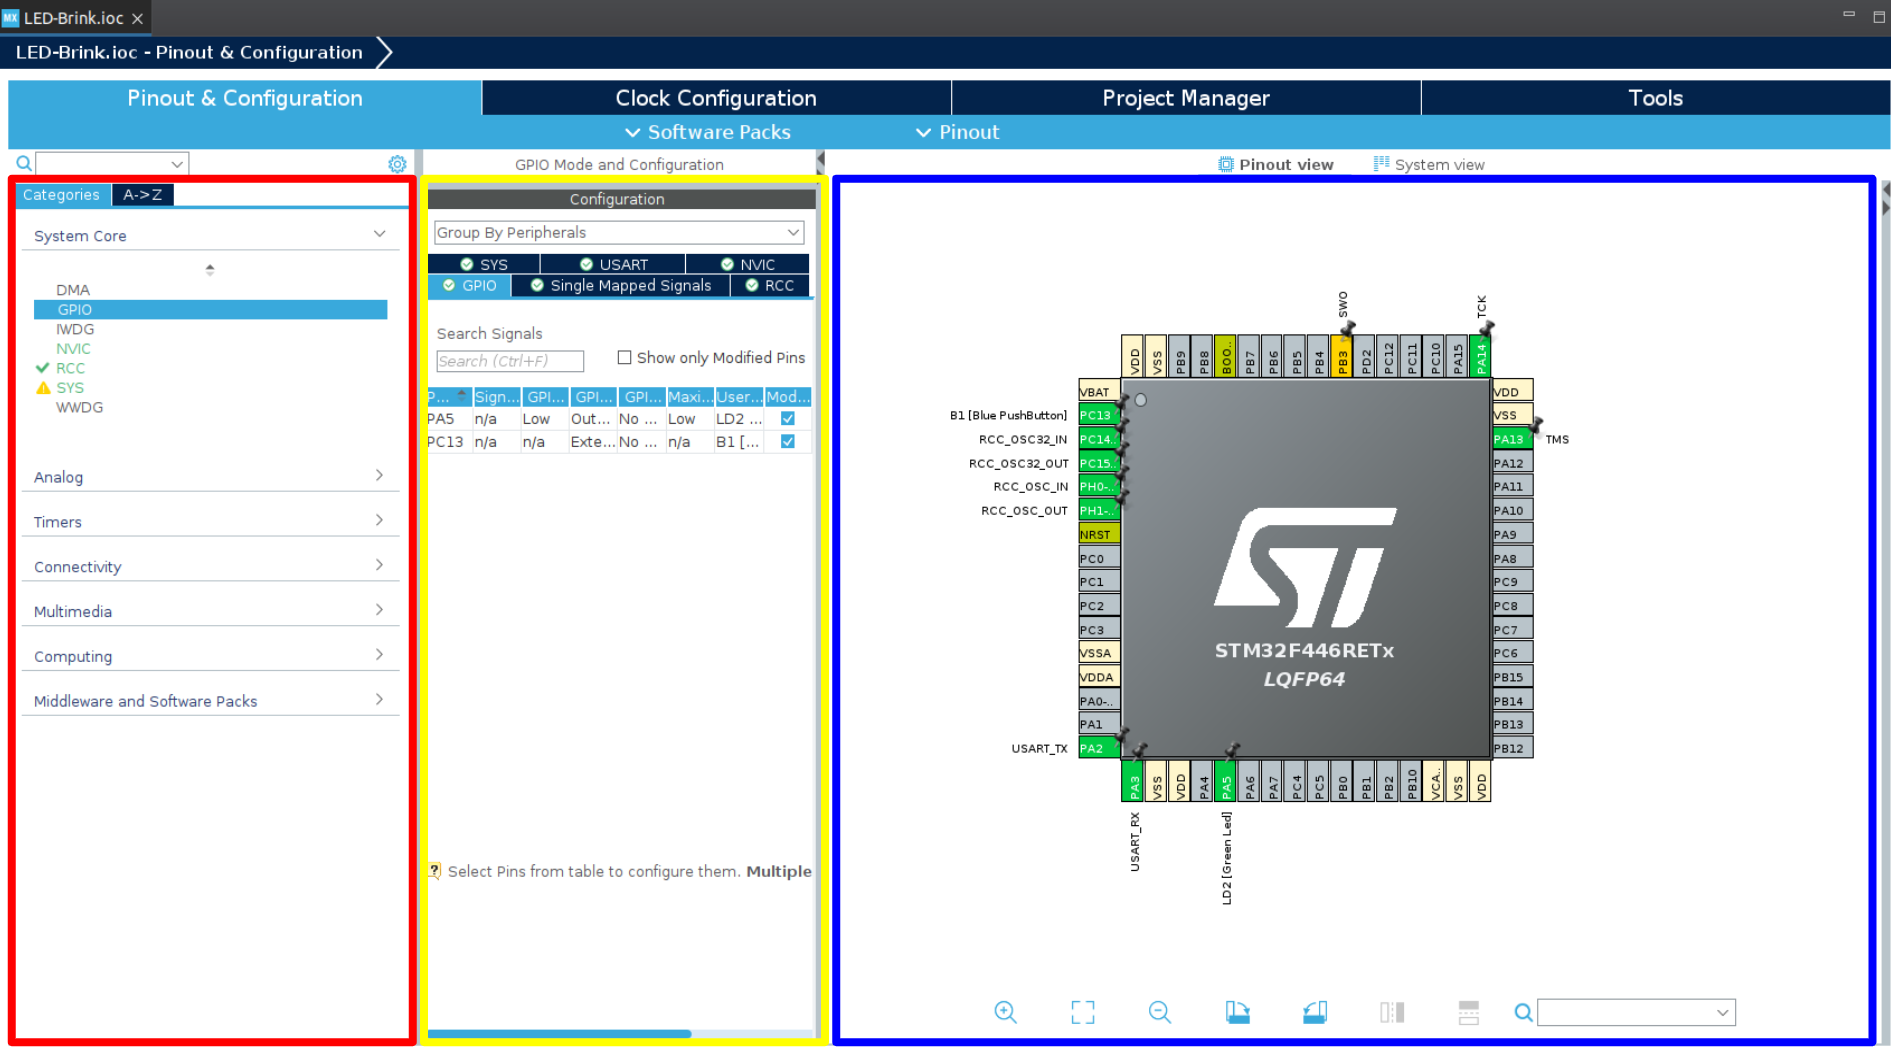 MX LED-Brink.ioc
LED-Brink.ioc - Pinout & Configuration
Pinout & Configuration
Clock Configuration
Project Manager
Tools
Software Packs
Pinout
GPIO Mode and Configuration
Pinout view
System view
Categories
A->Z
System Core
DMA
GPIO
IWDG
NVIC
RCC
SYS
WWDG
Analog
Timers
Connectivity
Multimedia
Computing
Middleware and Software Packs
Configuration
Group By Peripherals
SYS
USART
NVIC
GPIO
Single Mapped Signals
RCC
Search Signals
Search (Ctrl+F)
Show only Modified Pins
P... Sign... GPI... GPI... GPI... Maxi... User... Mod...
PA5 n/a Low Out... No ... Low LD2 ...
PC13 n/a n/a Exte... No ... n/a B1 [...
? Select Pins from table to configure them. Multiple
SWO
TCK
VDD
VSS
PB9
PB8
BOO..
PB7
PB6
PB5
PB4
PB3
PD2
PC12
PC11
PC10
PA15
PA14
VBAT
B1 [Blue PushButton] PC13
RCC_OSC32_IN PC14..
RCC_OSC32_OUT PC15..
RCC_OSC_IN PH0-..
RCC_OSC_OUT PH1-..
NRST
PC0
PC1
PC2
PC3
VSSA
VDDA
PA0-..
PA1
USART_TX PA2
ST
STM32F446RETx
LQFP64
VDD
VSS
PA13 TMS
PA12
PA11
PA10
PA9
PA8
PC9
PC8
PC7
PC6
PB15
PB14
PB13
PB12
PA3
VSS
VDD
PA4
PA5
PA6
PA7
PC4
PC5
PB0
PB1
PB2
PB10
VCA..
VSS
VDD
USART_RX
LD2 [Green Led]